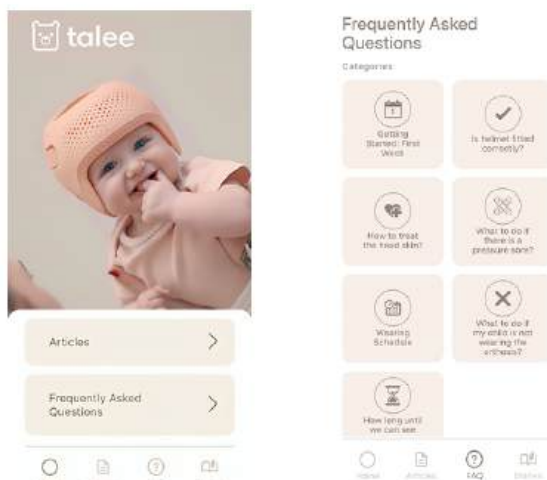 talee
Articles
Frequently Asked
Questions
Frequently Asked
Questions
Categories
Getting
Started: First
Week
Is helmet fitted
correctly?
How to treat
the head skin?
What to do if
there is a
pressure sore?
Wearing
Schedule
What to do if
my child is not
wearing the
orthosis?
How long until
we can see
Home
Articles
FAQ